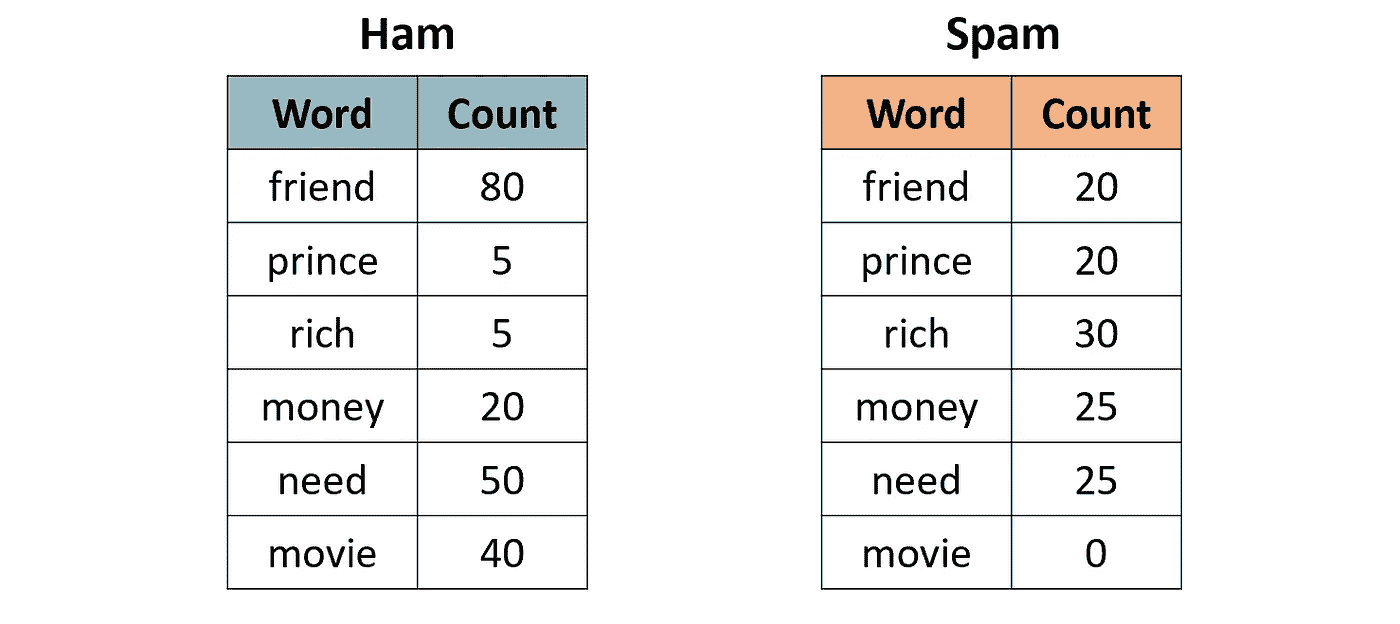 Ham
Word Count
friend 80
prince 5
rich 5
money 20
need 50
movie 40
Spam
Word Count
friend 20
prince 20
rich 30
money 25
need 25
movie 0